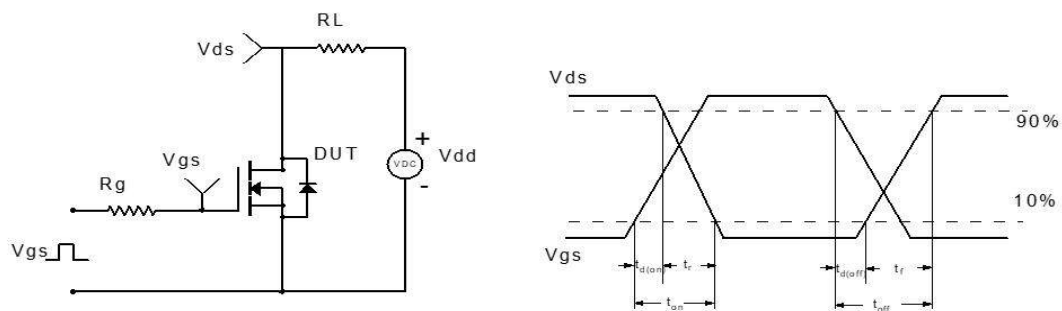 RL
Vds
+
Vdd
-
VDC
DUT
Vgs
Rg
Vgs
Vds
90%
10%
Vgs
td(on)
tr
ton
td(off)
tf
toff